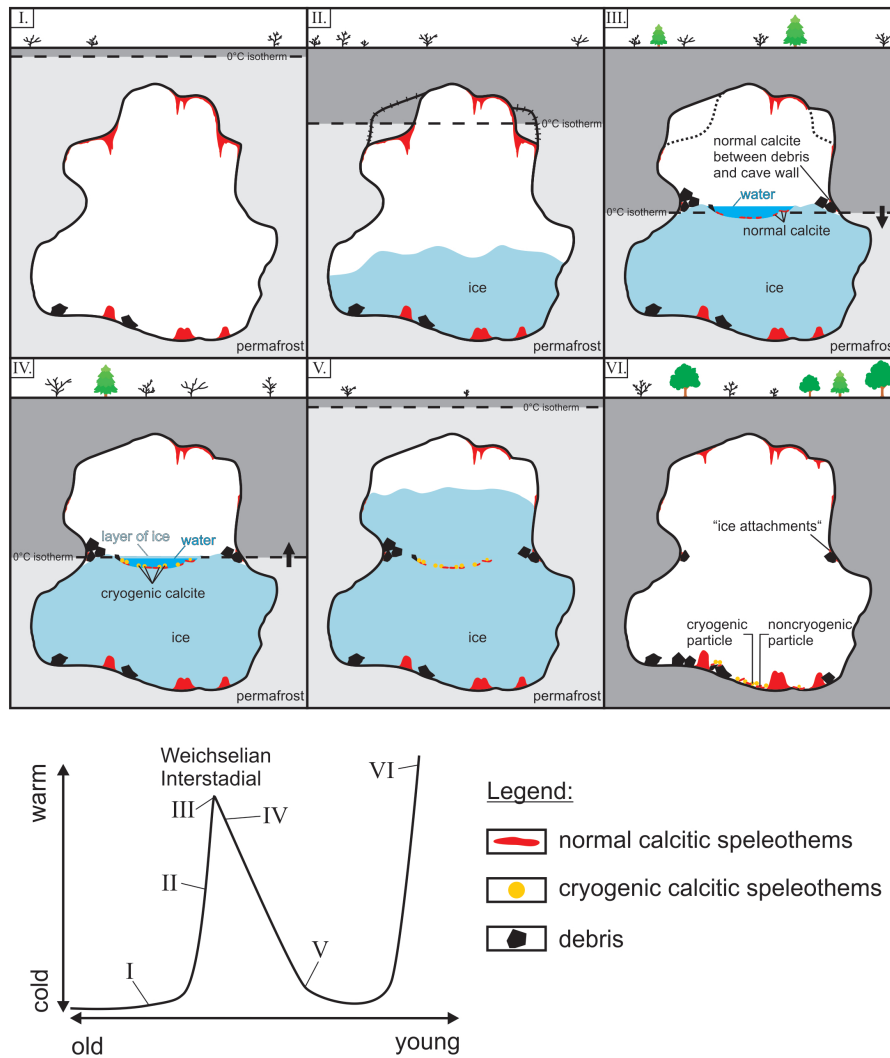 I.
0°C isotherm
permafrost
II.
0°C isotherm
ice
permafrost
III.
normal calcite
between debris
and cave wall
water
0°C isotherm
normal calcite
ice
permafrost
IV.
layer of Ice
water
0°C isotherm
cryogenic calcite
ice
permafrost
V.
0°C isotherm
ice
permafrost
VI.
"ice attachments"
cryogenic
particle
noncryogenic
particle
Weichselian
Interstadial
warm
cold
I
II
III
IV
V
VI
old
young
Legend:
normal calcitic speleothems
cryogenic calcitic speleothems
debris